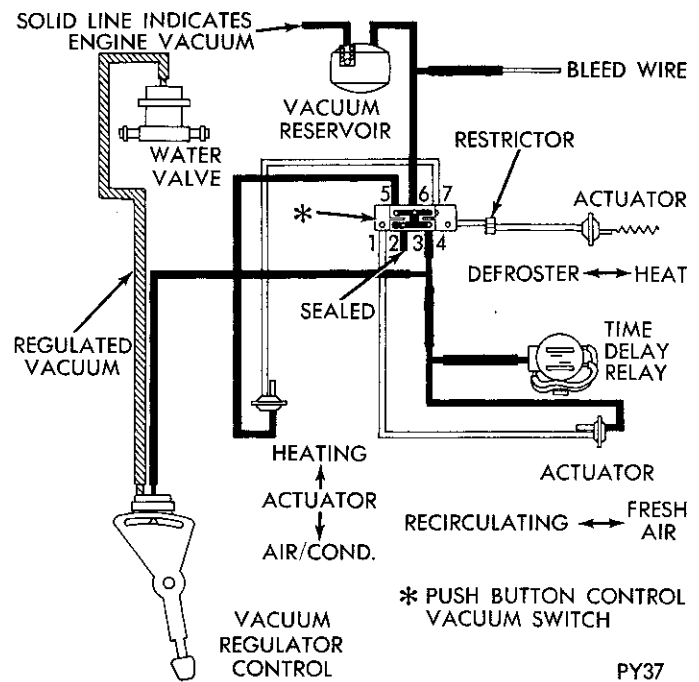 SOLID LINE INDICATES
ENGINE VACUUM
BLEED WIRE
VACUUM
RESERVOIR
WATER
VALVE
RESTRICTOR
ACTUATOR
5 6 7
*
1 2 3 4
DEFROSTER HEAT
SEALED
REGULATED
VACUUM
TIME
DELAY
RELAY
HEATING
ACTUATOR
AIR/COND.
ACTUATOR
RECIRCULATING FRESH
AIR
* PUSH BUTTON CONTROL
VACUUM SWITCH
VACUUM
REGULATOR
CONTROL
PY37